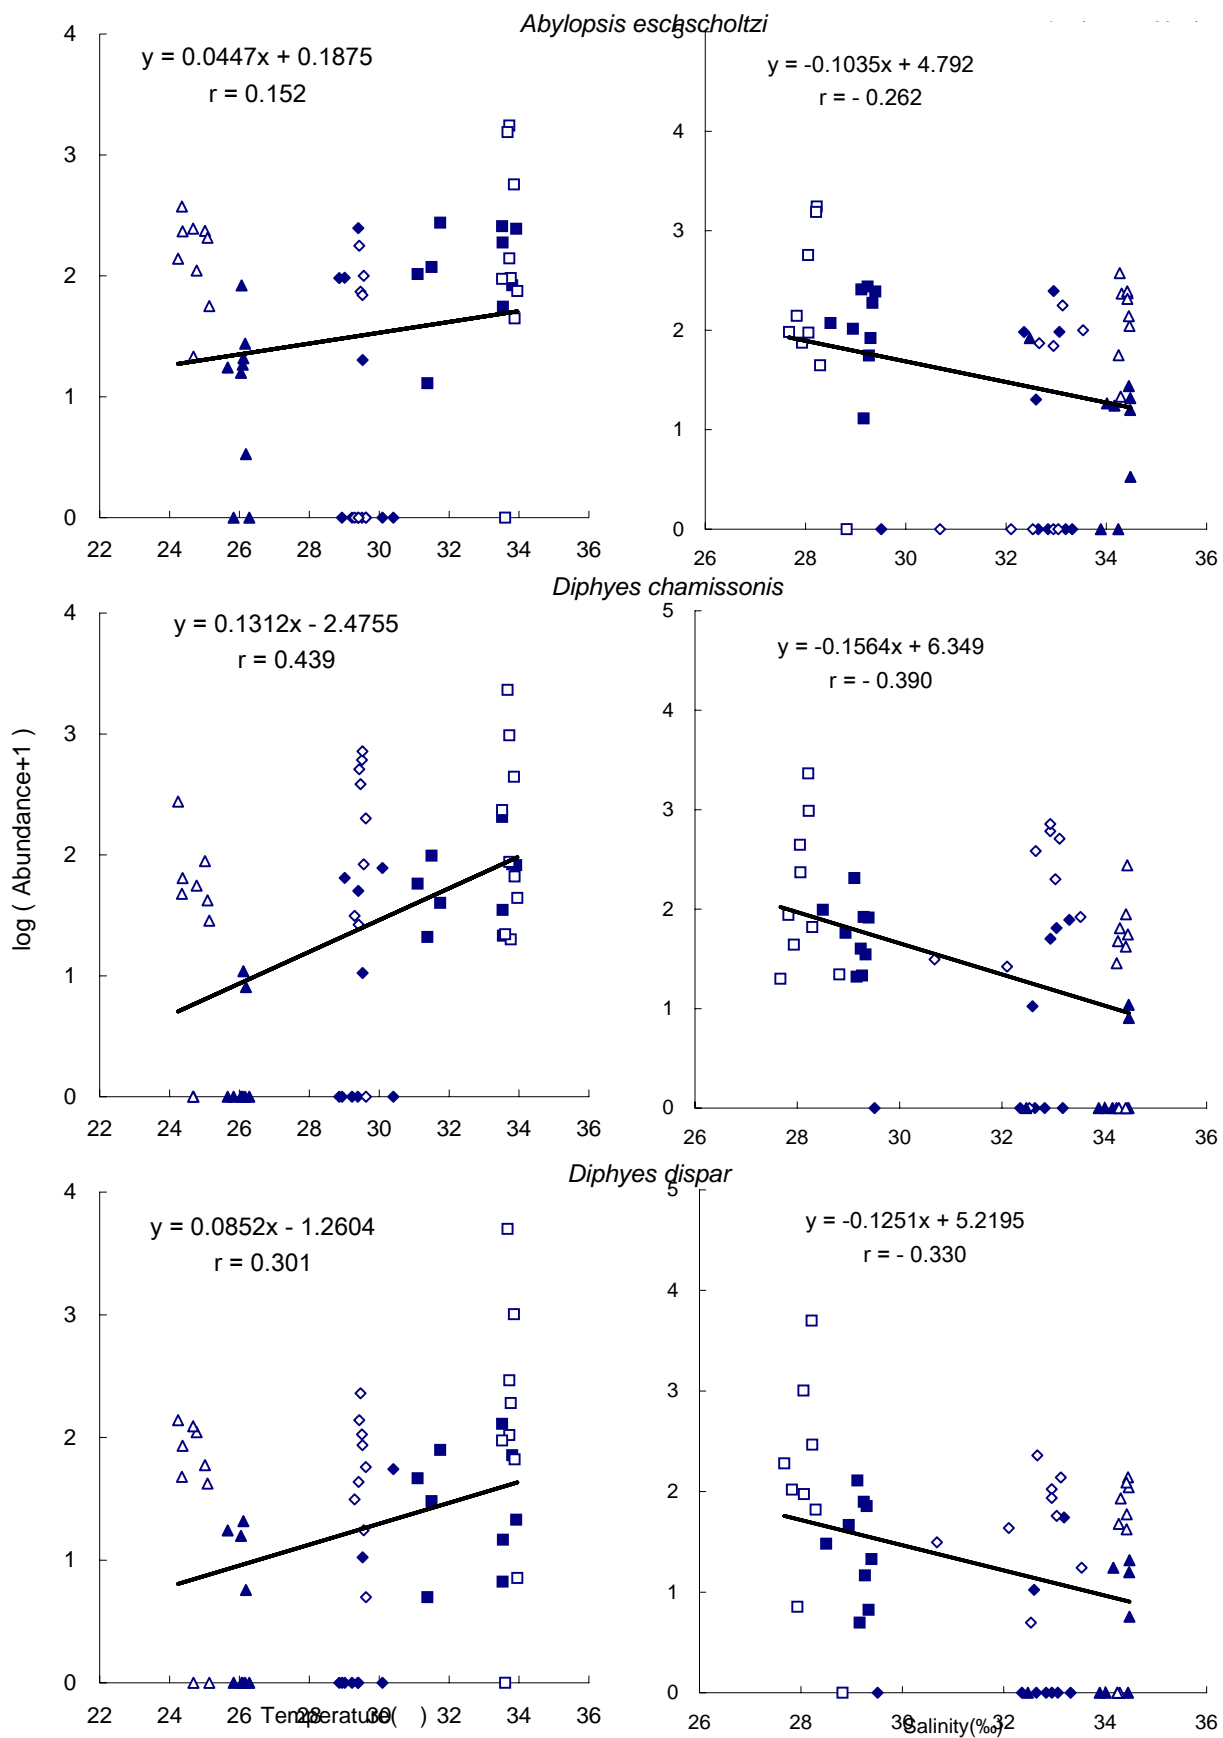 Abylopsis eschscholtzi
y = 0.0447x + 0.1875
r = 0.152
4
3
2
1
0
22 24 26 28 30 32 34 36
y = -0.1035x + 4.792
r = - 0.262
5
4
3
2
1
0
26 28 30 32 34 36
Diphyes chamissonis
y = 0.1312x - 2.4755
r = 0.439
4
3
2
1
0
22 24 26 28 30 32 34 36
log ( Abundance+1 )
y = -0.1564x + 6.349
r = - 0.390
5
4
3
2
1
0
26 28 30 32 34 36
Diphyes dispar
y = 0.0852x - 1.2604
r = 0.301
4
3
2
1
0
22 24 26 28 30 32 34 36
Temperature( )
y = -0.1251x + 5.2195
r = - 0.330
5
4
3
2
1
0
26 28 30 32 34 36
Salinity(‰)